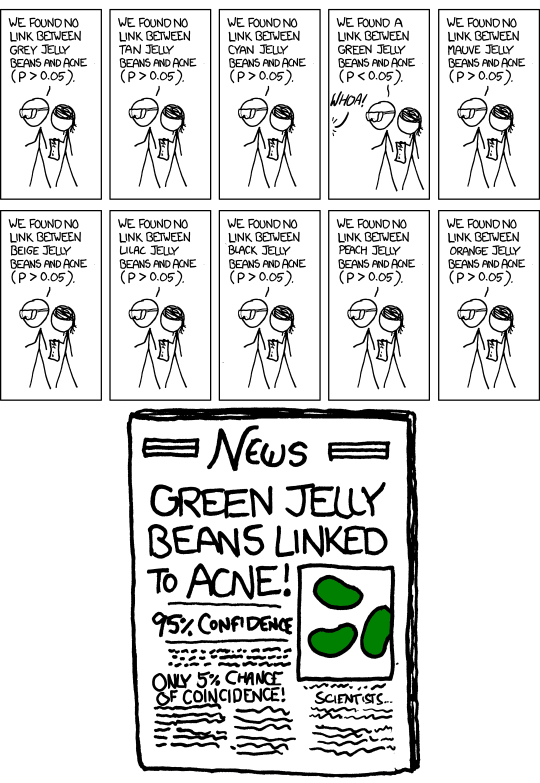 WE FOUND NO
LINK BETWEEN
GREY JELLY
BEANS AND ACNE
(P > 0.05).
WE FOUND NO
LINK BETWEEN
TAN JELLY
BEANS AND ACNE
(P > 0.05).
WE FOUND NO
LINK BETWEEN
CYAN JELLY
BEANS AND ACNE
(P > 0.05).
WE FOUND A
LINK BETWEEN
GREEN JELLY
BEANS AND ACNE
(P < 0.05).
WHOA!
WE FOUND NO
LINK BETWEEN
MAUVE JELLY
BEANS AND ACNE
(P > 0.05).
WE FOUND NO
LINK BETWEEN
BEIGE JELLY
BEANS AND ACNE
(P > 0.05).
WE FOUND NO
LINK BETWEEN
LILAC JELLY
BEANS AND ACNE
(P > 0.05).
WE FOUND NO
LINK BETWEEN
BLACK JELLY
BEANS AND ACNE
(P > 0.05).
WE FOUND NO
LINK BETWEEN
PEACH JELLY
BEANS AND ACNE
(P > 0.05).
WE FOUND NO
LINK BETWEEN
ORANGE JELLY
BEANS AND ACNE
(P > 0.05).
NEWS
GREEN JELLY
BEANS LINKED
TO ACNE!
95% CONFIDENCE
ONLY 5% CHANCE
OF COINCIDENCE!
SCIENTISTS...